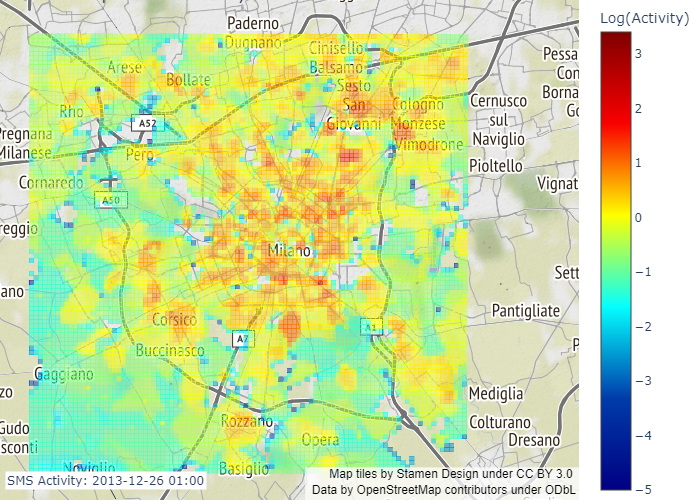 Log(Activity)
3
2
1
0
−1
−2
−3
−4
−5
Paderno
Dugnano
Cinisello
Balsamo
Sesto
San
Giovanni
Cologno
Monzese
Vimodrone
Cernusco
sul
Naviglio
Pioltello
Vignat
Pessa
Con
Borna
Go
Arese
Bollate
Rho
A52
Pregnana
Milanese
Pero
Cornaredo
A50
reggio
Milano
ano
Corsico
Buccinasco
A7
A1
Sett
Pantigliate
P
Gaggiano
zo
Gudo
sconti
Rozzano
Opera
Mediglia
Colturano
Dresano
Noviglio
Basiglio
SMS Activity: 2013-12-26 01:00
Map tiles by Stamen Design under CC BY 3.0
Data by OpenStreetMap contributors under ODbL